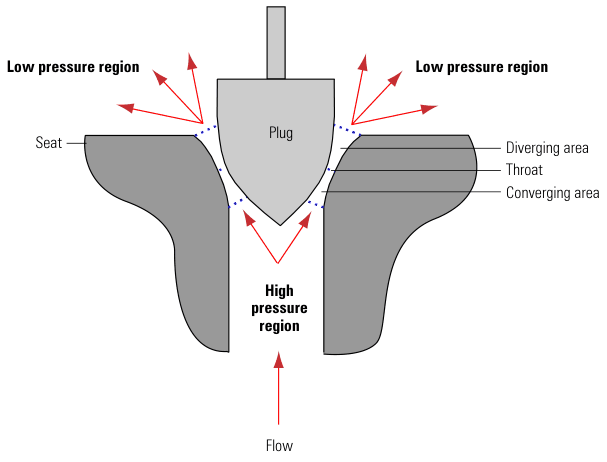 Low pressure region
Low pressure region
Plug
Seat
Diverging area
Throat
Converging area
High
pressure
region
Flow